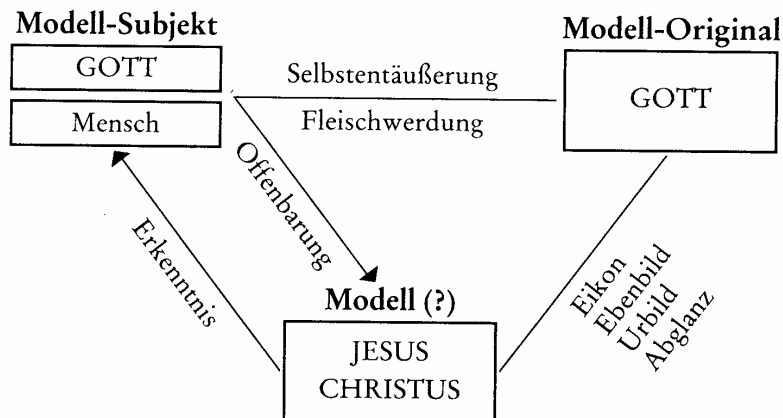 Modell-Subjekt
Modell-Original
GOTT
Mensch
Selbstentäußerung
Fleischwerdung
GOTT
Offenbarung
Erkenntnis
Modell (?)
JESUS
CHRISTUS
Eikon
Ebenbild
Urbild
Abglanz